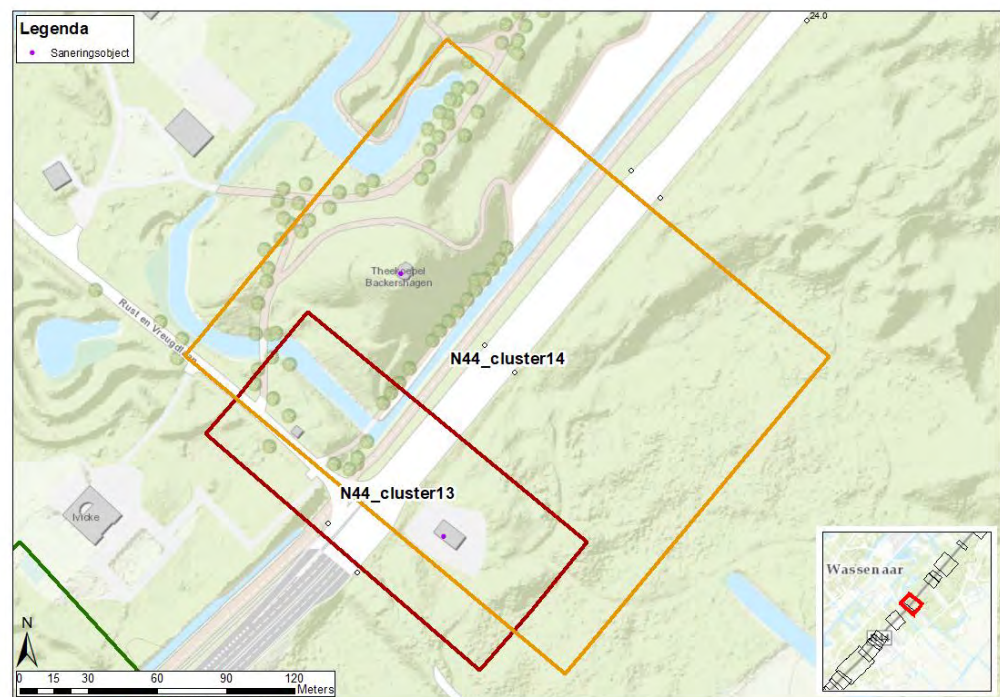 Legenda
Saneringsobject
24.0
Theekoepel
Backershagen
Rust en Vreugdlaan
N44_cluster14
N44_cluster13
Ivicke
Wassenaar
N
0 15 30 60 90 120
Meters